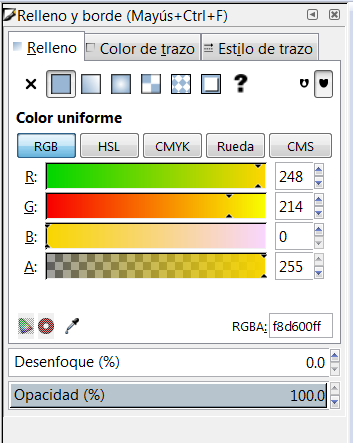 Relleno y borde (Mayús+Ctrl+F)
Relleno Color de trazo Estilo de trazo
?
Color uniforme
RGB HSL CMYK Rueda CMS
R: 248
G: 214
B: 0
A: 255
RGBA: f8d600ff
Desenfoque (%) 0.0
Opacidad (%) 100.0